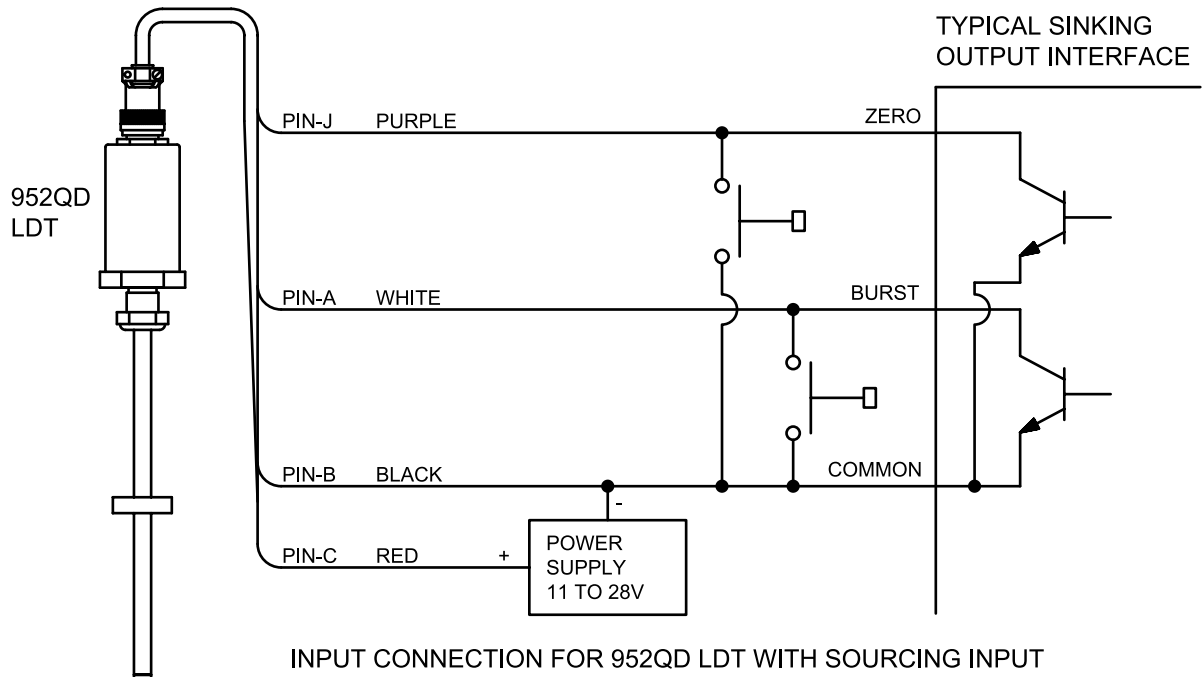 TYPICAL SINKING
OUTPUT INTERFACE
PIN-J PURPLE ZERO
952QD
LDT
PIN-A WHITE BURST
PIN-B BLACK COMMON
-
PIN-C RED +
POWER
SUPPLY
11 TO 28V
INPUT CONNECTION FOR 952QD LDT WITH SOURCING INPUT